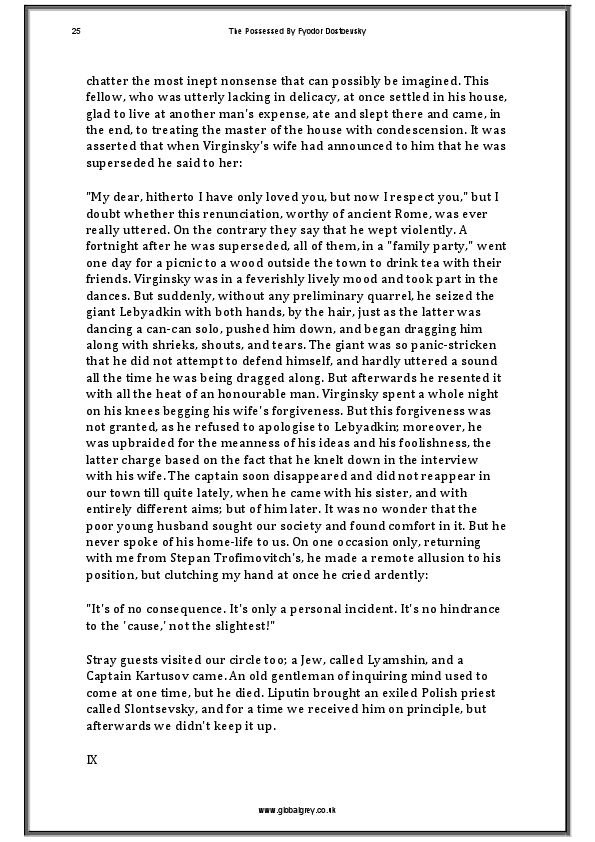 25 The Possessed By Fyodor Dostoevsky
chatter the most inept nonsense that can possibly be imagined. This
fellow, who was utterly lacking in delicacy, at once settled in his house,
glad to live at another man's expense, ate and slept there and came, in
the end, to treating the master of the house with condescension. It was
asserted that when Virginsky's wife had announced to him that he was
superseded he said to her:
"My dear, hitherto I have only loved you, but now I respect you," but I
doubt whether this renunciation, worthy of ancient Rome, was ever
really uttered. On the contrary they say that he wept violently. A
fortnight after he was superseded, all of them, in a "family party," went
one day for a picnic to a wood outside the town to drink tea with their
friends. Virginsky was in a feverishly lively mood and took part in the
dances. But suddenly, without any preliminary quarrel, he seized the
giant Lebyadkin with both hands, by the hair, just as the latter was
dancing a can-can solo, pushed him down, and began dragging him
along with shrieks, shouts, and tears. The giant was so panic-stricken
that he did not attempt to defend himself, and hardly uttered a sound
all the time he was being dragged along. But afterwards he resented it
with all the heat of an honourable man. Virginsky spent a whole night
on his knees begging his wife's forgiveness. But this forgiveness was
not granted, as he refused to apologise to Lebyadkin; moreover, he
was upbraided for the meanness of his ideas and his foolishness, the
latter charge based on the fact that he knelt down in the interview
with his wife. The captain soon disappeared and did not reappear in
our town till quite lately, when he came with his sister, and with
entirely different aims; but of him later. It was no wonder that the
poor young husband sought our society and found comfort in it. But he
never spoke of his home-life to us. On one occasion only, returning
with me from Stepan Trofimovitch's, he made a remote allusion to his
position, but clutching my hand at once he cried ardently:
"It's of no consequence. It's only a personal incident. It's no hindrance
to the 'cause,' not the slightest!"
Stray guests visited our circle too; a Jew, called Lyamshin, and a
Captain Kartusov came. An old gentleman of inquiring mind used to
come at one time, but he died. Liputin brought an exiled Polish priest
called Slontsevsky, and for a time we received him on principle, but
afterwards we didn't keep it up.
IX
www.globalgrey.co.uk